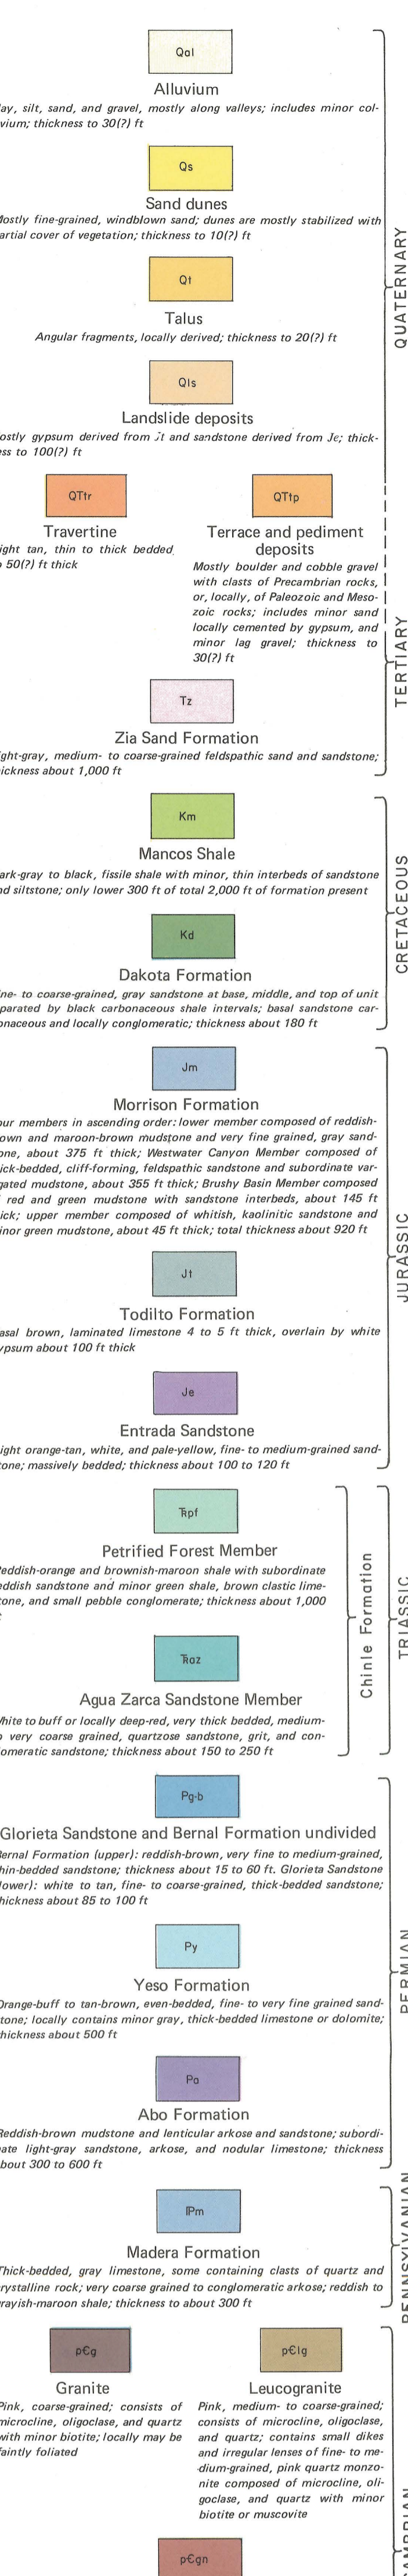 Qal
Alluvium
ay, silt, sand, and gravel, mostly along valleys; includes minor col-
vium; thickness to 30(?) ft
Qs
Sand dunes
ostly fine-grained, windblown sand; dunes are mostly stabilized with
artial cover of vegetation; thickness to 10(?) ft
Qt
Talus
Angular fragments, locally derived; thickness to 20(?) ft
Qls
Landslide deposits
ostly gypsum derived from Jt and sandstone derived from Je; thick-
ess to 100(?) ft
QUATERNARY
QTtr
Travertine
ight tan, thin to thick bedded,
o 50(?) ft thick
QTtp
Terrace and pediment
deposits
Mostly boulder and cobble gravel
with clasts of Precambrian rocks,
or, locally, of Paleozoic and Meso-
zoic rocks; includes minor sand
locally cemented by gypsum, and
minor lag gravel; thickness to
30(?) ft
Tz
Zia Sand Formation
ight-gray, medium- to coarse-grained feldspathic sand and sandstone;
ickness about 1,000 ft
TERTIARY
Km
Mancos Shale
ark-gray to black, fissile shale with minor, thin interbeds of sandstone
nd siltstone; only lower 300 ft of total 2,000 ft of formation present
Kd
Dakota Formation
ine- to coarse-grained, gray sandstone at base, middle, and top of unit
parated by black carbonaceous shale intervals; basal sandstone car-
onaceous and locally conglomeratic; thickness about 180 ft
CRETACEOUS
Jm
Morrison Formation
our members in ascending order: lower member composed of reddish-
own and maroon-brown mudstone and very fine grained, gray sand-
one, about 375 ft thick; Westwater Canyon Member composed of
ick-bedded, cliff-forming, feldspathic sandstone and subordinate var-
gated mudstone, about 355 ft thick; Brushy Basin Member composed
red and green mudstone with sandstone interbeds, about 145 ft
ick; upper member composed of whitish, kaolinitic sandstone and
inor green mudstone, about 45 ft thick; total thickness about 920 ft
Jt
Todilto Formation
asal brown, laminated limestone 4 to 5 ft thick, overlain by white
ypsum about 100 ft thick
Je
Entrada Sandstone
ight orange-tan, white, and pale-yellow, fine- to medium-grained sand-
tone; massively bedded; thickness about 100 to 120 ft
JURASSIC
T̅Rpf
Petrified Forest Member
Reddish-orange and brownish-maroon shale with subordinate
eddish sandstone and minor green shale, brown clastic lime-
tone, and small pebble conglomerate; thickness about 1,000
t
T̅Raz
Agua Zarca Sandstone Member
White to buff or locally deep-red, very thick bedded, medium-
o very coarse grained, quartzose sandstone, grit, and con-
lomeratic sandstone; thickness about 150 to 250 ft
Chinle Formation
TRIASSIC
Pg-b
Glorieta Sandstone and Bernal Formation undivided
Bernal Formation (upper): reddish-brown, very fine to medium-grained,
hin-bedded sandstone; thickness about 15 to 60 ft. Glorieta Sandstone
lower): white to tan, fine- to coarse-grained, thick-bedded sandstone;
hickness about 85 to 100 ft
Py
Yeso Formation
Orange-buff to tan-brown, even-bedded, fine- to very fine grained sand-
tone; locally contains minor gray, thick-bedded limestone or dolomite;
hickness about 500 ft
Pa
Abo Formation
Reddish-brown mudstone and lenticular arkose and sandstone; subordi-
ate light-gray sandstone, arkose, and nodular limestone; thickness
bout 300 to 600 ft
PERMIAN
ℙm
Madera Formation
Thick-bedded, gray limestone, some containing clasts of quartz and
rystalline rock; very coarse grained to conglomeratic arkose; reddish to
rayish-maroon shale; thickness to about 300 ft
PENNSYLVANIAN
p€g
Granite
Pink, coarse-grained; consists of
microcline, oligoclase, and quartz
with minor biotite; locally may be
faintly foliated
p€lg
Leucogranite
Pink, medium- to coarse-grained;
consists of microcline, oligoclase,
and quartz; contains small dikes
and irregular lenses of fine- to me-
dium-grained, pink quartz monzo-
nite composed of microcline, oli-
goclase, and quartz with minor
biotite or muscovite
p€gn
AMBRIAN